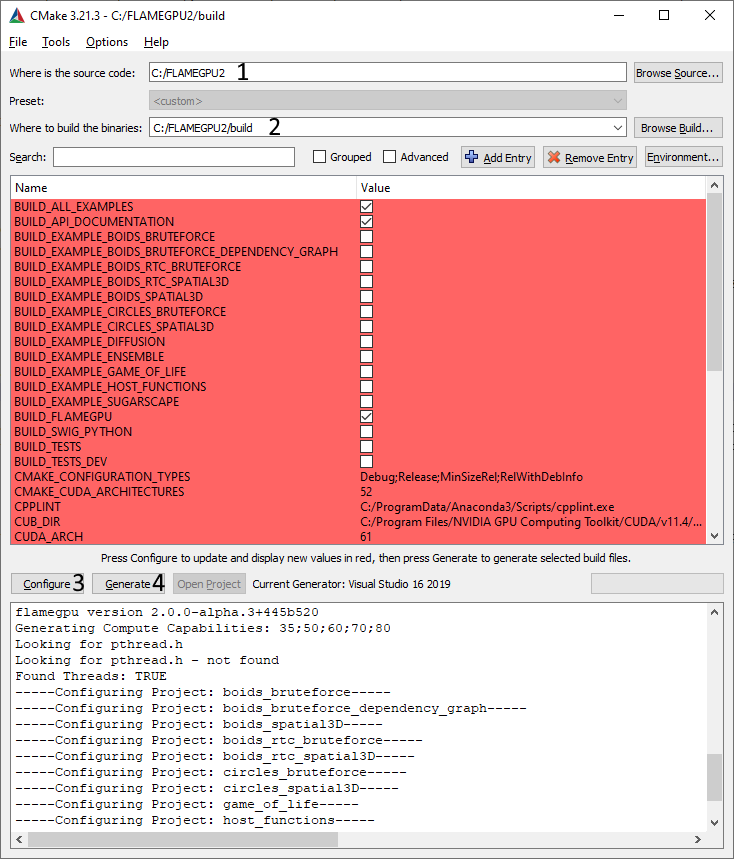 CMake 3.21.3 - C:/FLAMEGPU2/build
File Tools Options Help
Where is the source code: C:/FLAMEGPU2 1 Browse Source...
Preset: <custom>
Where to build the binaries: C:/FLAMEGPU2/build 2 Browse Build...
Search: Grouped Advanced Add Entry Remove Entry Environment...
Name Value
BUILD_ALL_EXAMPLES
BUILD_API_DOCUMENTATION
BUILD_EXAMPLE_BOIDS_BRUTEFORCE
BUILD_EXAMPLE_BOIDS_BRUTEFORCE_DEPENDENCY_GRAPH
BUILD_EXAMPLE_BOIDS_RTC_BRUTEFORCE
BUILD_EXAMPLE_BOIDS_RTC_SPATIAL3D
BUILD_EXAMPLE_BOIDS_SPATIAL3D
BUILD_EXAMPLE_CIRCLES_BRUTEFORCE
BUILD_EXAMPLE_CIRCLES_SPATIAL3D
BUILD_EXAMPLE_DIFFUSION
BUILD_EXAMPLE_ENSEMBLE
BUILD_EXAMPLE_GAME_OF_LIFE
BUILD_EXAMPLE_HOST_FUNCTIONS
BUILD_EXAMPLE_SUGARSCAPE
BUILD_FLAMEGPU
BUILD_SWIG_PYTHON
BUILD_TESTS
BUILD_TESTS_DEV
CMAKE_CONFIGURATION_TYPES Debug;Release;MinSizeRel;RelWithDebInfo
CMAKE_CUDA_ARCHITECTURES 52
CPPLINT C:/ProgramData/Anaconda3/Scripts/cpplint.exe
CUB_DIR C:/Program Files/NVIDIA GPU Computing Toolkit/CUDA/v11.4/...
CUDA_ARCH 61
Press Configure to update and display new values in red, then press Generate to generate selected build files.
Configure 3 Generate 4 Open Project Current Generator: Visual Studio 16 2019
flamegpu version 2.0.0-alpha.3+445b520
Generating Compute Capabilities: 35;50;60;70;80
Looking for pthread.h
Looking for pthread.h - not found
Found Threads: TRUE
-----Configuring Project: boids_bruteforce-----
-----Configuring Project: boids_bruteforce_dependency_graph-----
-----Configuring Project: boids_spatial3D-----
-----Configuring Project: boids_rtc_bruteforce-----
-----Configuring Project: boids_rtc_spatial3D-----
-----Configuring Project: circles_bruteforce-----
-----Configuring Project: circles_spatial3D-----
-----Configuring Project: game_of_life-----
-----Configuring Project: host_functions-----